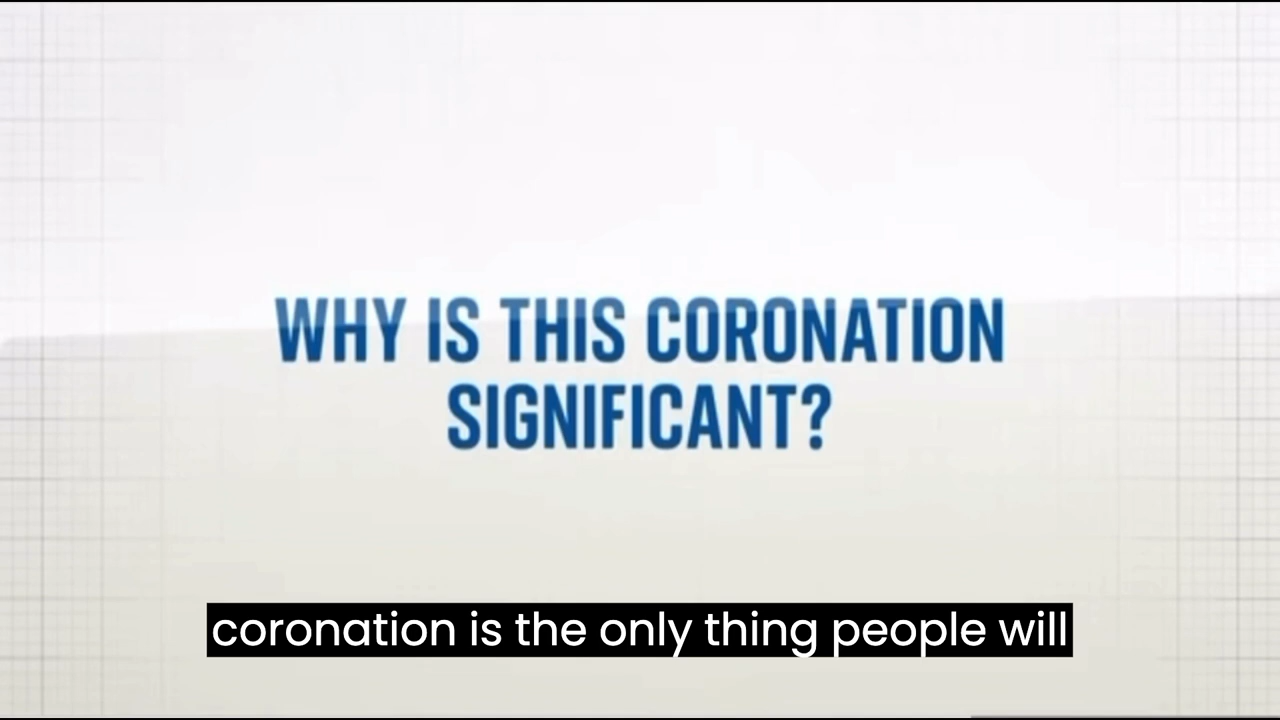 WHY IS THIS CORONATION
SIGNIFICANT?
coronation is the only thing people will